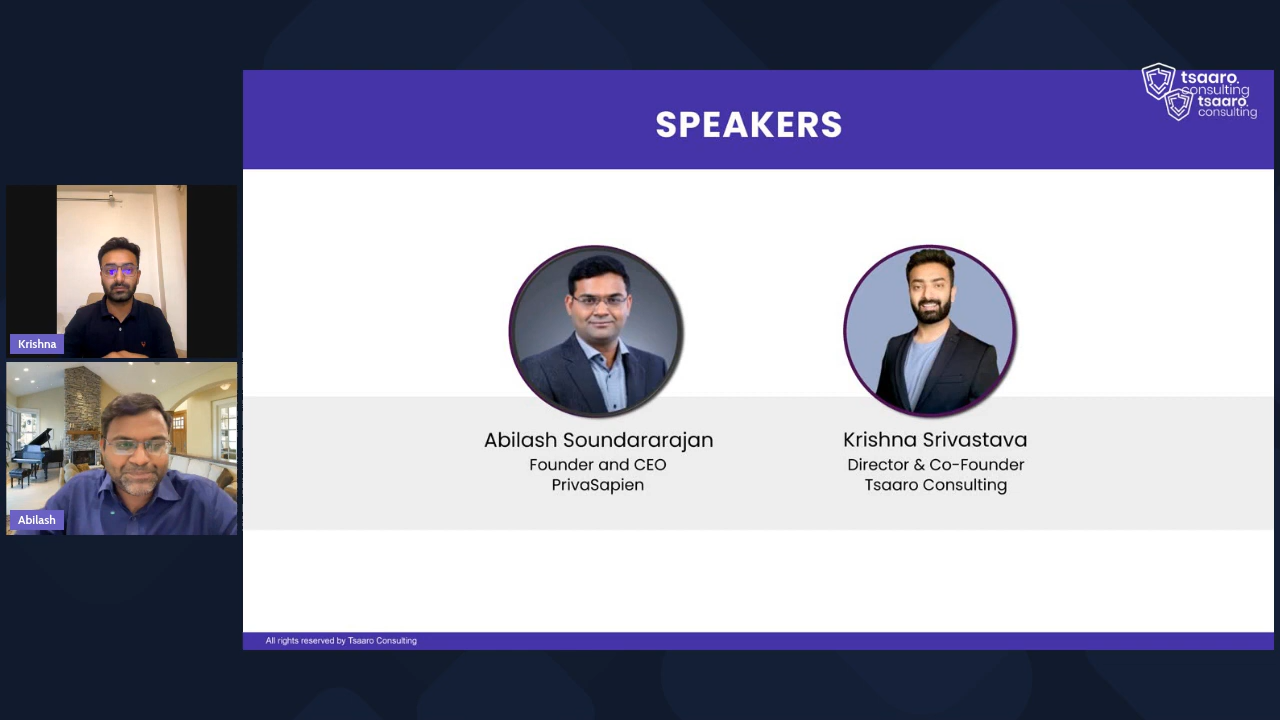 SPEAKERS
tsaaro.
consulting
tsaaro.
consulting
Krishna
Abilash
Abilash Soundararajan
Founder and CEO
PrivaSapien
Krishna Srivastava
Director & Co-Founder
Tsaaro Consulting
All rights reserved by Tsaaro Consulting